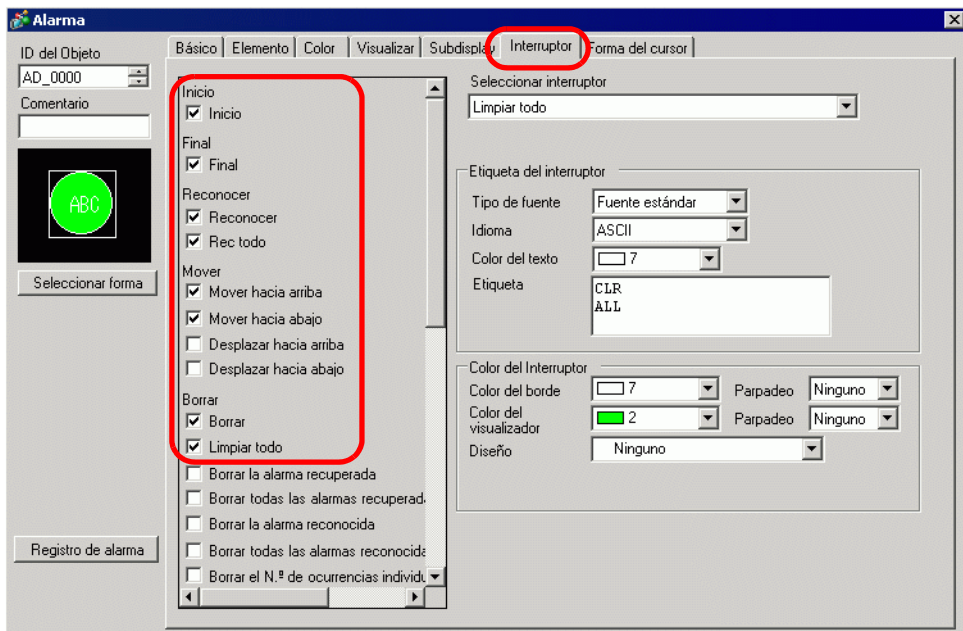 Alarma
ID del Objeto
AD_0000
Comentario
ABC
Seleccionar forma
Registro de alarma
Básico Elemento Color Visualizar Subdisplay Interruptor Forma del cursor
Inicio
Inicio
Final
Final
Reconocer
Reconocer
Rec todo
Mover
Mover hacia arriba
Mover hacia abajo
Desplazar hacia arriba
Desplazar hacia abajo
Borrar
Borrar
Limpiar todo
Borrar la alarma recuperada
Borrar todas las alarmas recuperad
Borrar la alarma reconocida
Borrar todas las alarmas reconocida
Borrar el N.º de ocurrencias individu
Seleccionar interruptor
Limpiar todo
Etiqueta del interruptor
Tipo de fuente Fuente estándar
Idioma ASCII
Color del texto 7
Etiqueta
CLR
ALL
Color del Interruptor
Color del borde 7 Parpadeo Ninguno
Color del visualizador 2 Parpadeo Ninguno
Diseño Ninguno